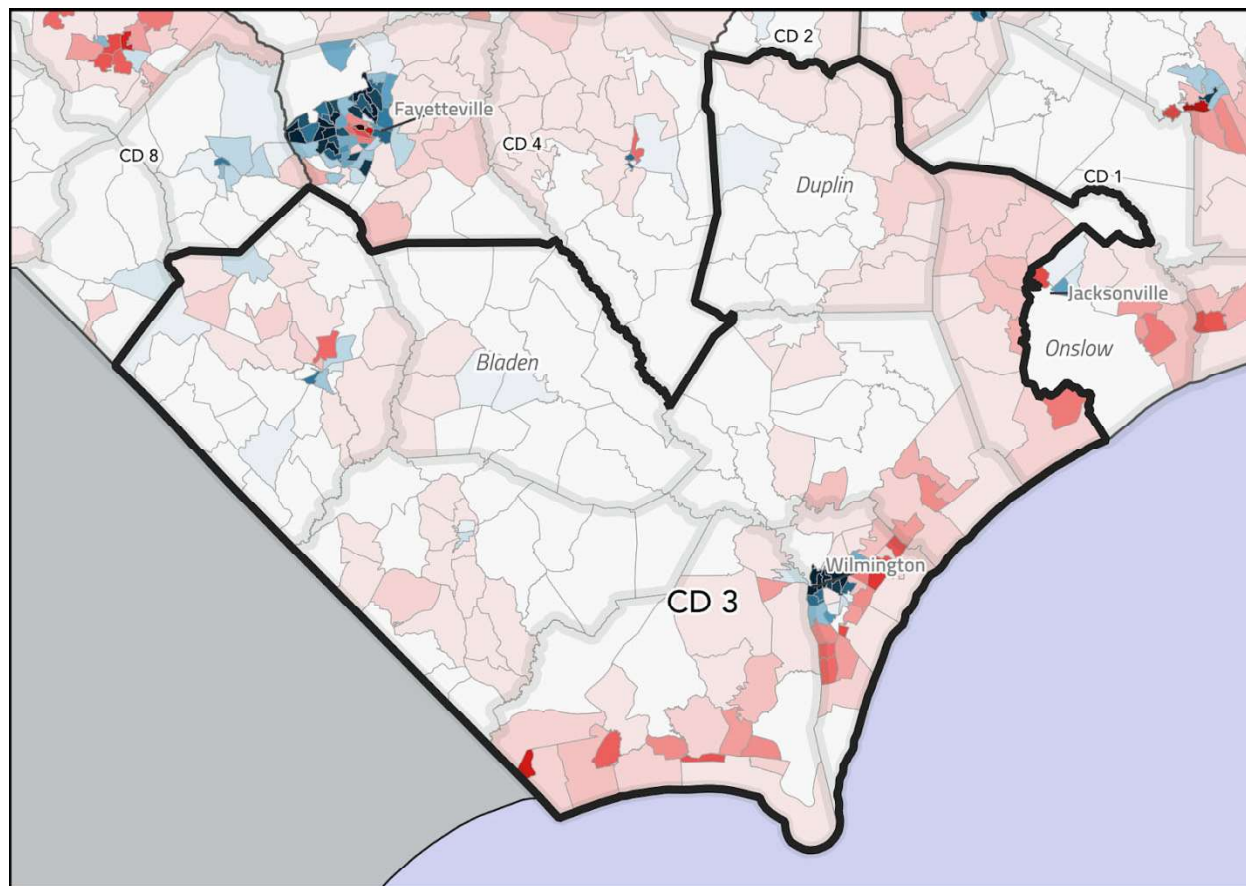 CD 2
Fayetteville
CD 4
CD 8
CD 1
Duplin
Jacksonville
Onslow
Bladen
Wilmington
CD 3